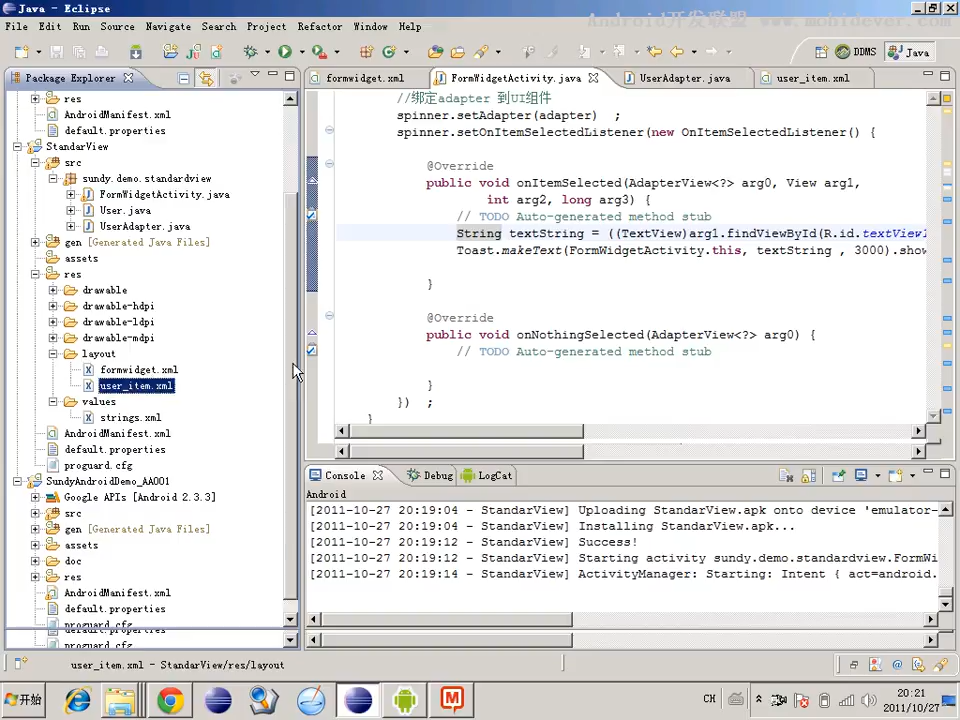 Java - Eclipse
Android开发联盟 www.mobidever.com
File Edit Run Source Navigate Search Project Refactor Window Help
DDMS Java
Package Explorer
formwidget.xml FormWidgetActivity.java UserAdapter.java user_item.xml
res
AndroidManifest.xml
default.properties
StandarView
src
sundy.demo.standardview
FormWidgetActivity.java
User.java
UserAdapter.java
gen [Generated Java Files]
assets
res
drawable
drawable-hdpi
drawable-ldpi
drawable-mdpi
layout
formwidget.xml
user_item.xml
values
strings.xml
AndroidManifest.xml
default.properties
proguard.cfg
SundyAndroidDemo_AA001
Google APIs [Android 2.3.3]
src
gen [Generated Java Files]
assets
doc
res
AndroidManifest.xml
default.properties
proguard.cfg
default.properties
proguard.cfg
//绑定adapter 到UI组件
spinner.setAdapter(adapter) ;
spinner.setOnItemSelectedListener(new OnItemSelectedListener() {
@Override
public void onItemSelected(AdapterView<?> arg0, View arg1,
int arg2, long arg3) {
// TODO Auto-generated method stub
String textString = ((TextView)arg1.findViewById(R.id.textView1
Toast.makeText(FormWidgetActivity.this, textString , 3000).show
}
@Override
public void onNothingSelected(AdapterView<?> arg0) {
// TODO Auto-generated method stub
}
}) ;
}
Console Debug LogCat
Android
[2011-10-27 20:19:04 - StandarView] Uploading StandarView.apk onto device 'emulator-
[2011-10-27 20:19:04 - StandarView] Installing StandarView.apk...
[2011-10-27 20:19:12 - StandarView] Success!
[2011-10-27 20:19:12 - StandarView] Starting activity sundy.demo.standardview.FormWi
[2011-10-27 20:19:14 - StandarView] ActivityManager: Starting: Intent { act=android.
user_item.xml - StandarView/res/layout
开始
CH
20:21
2011/10/27